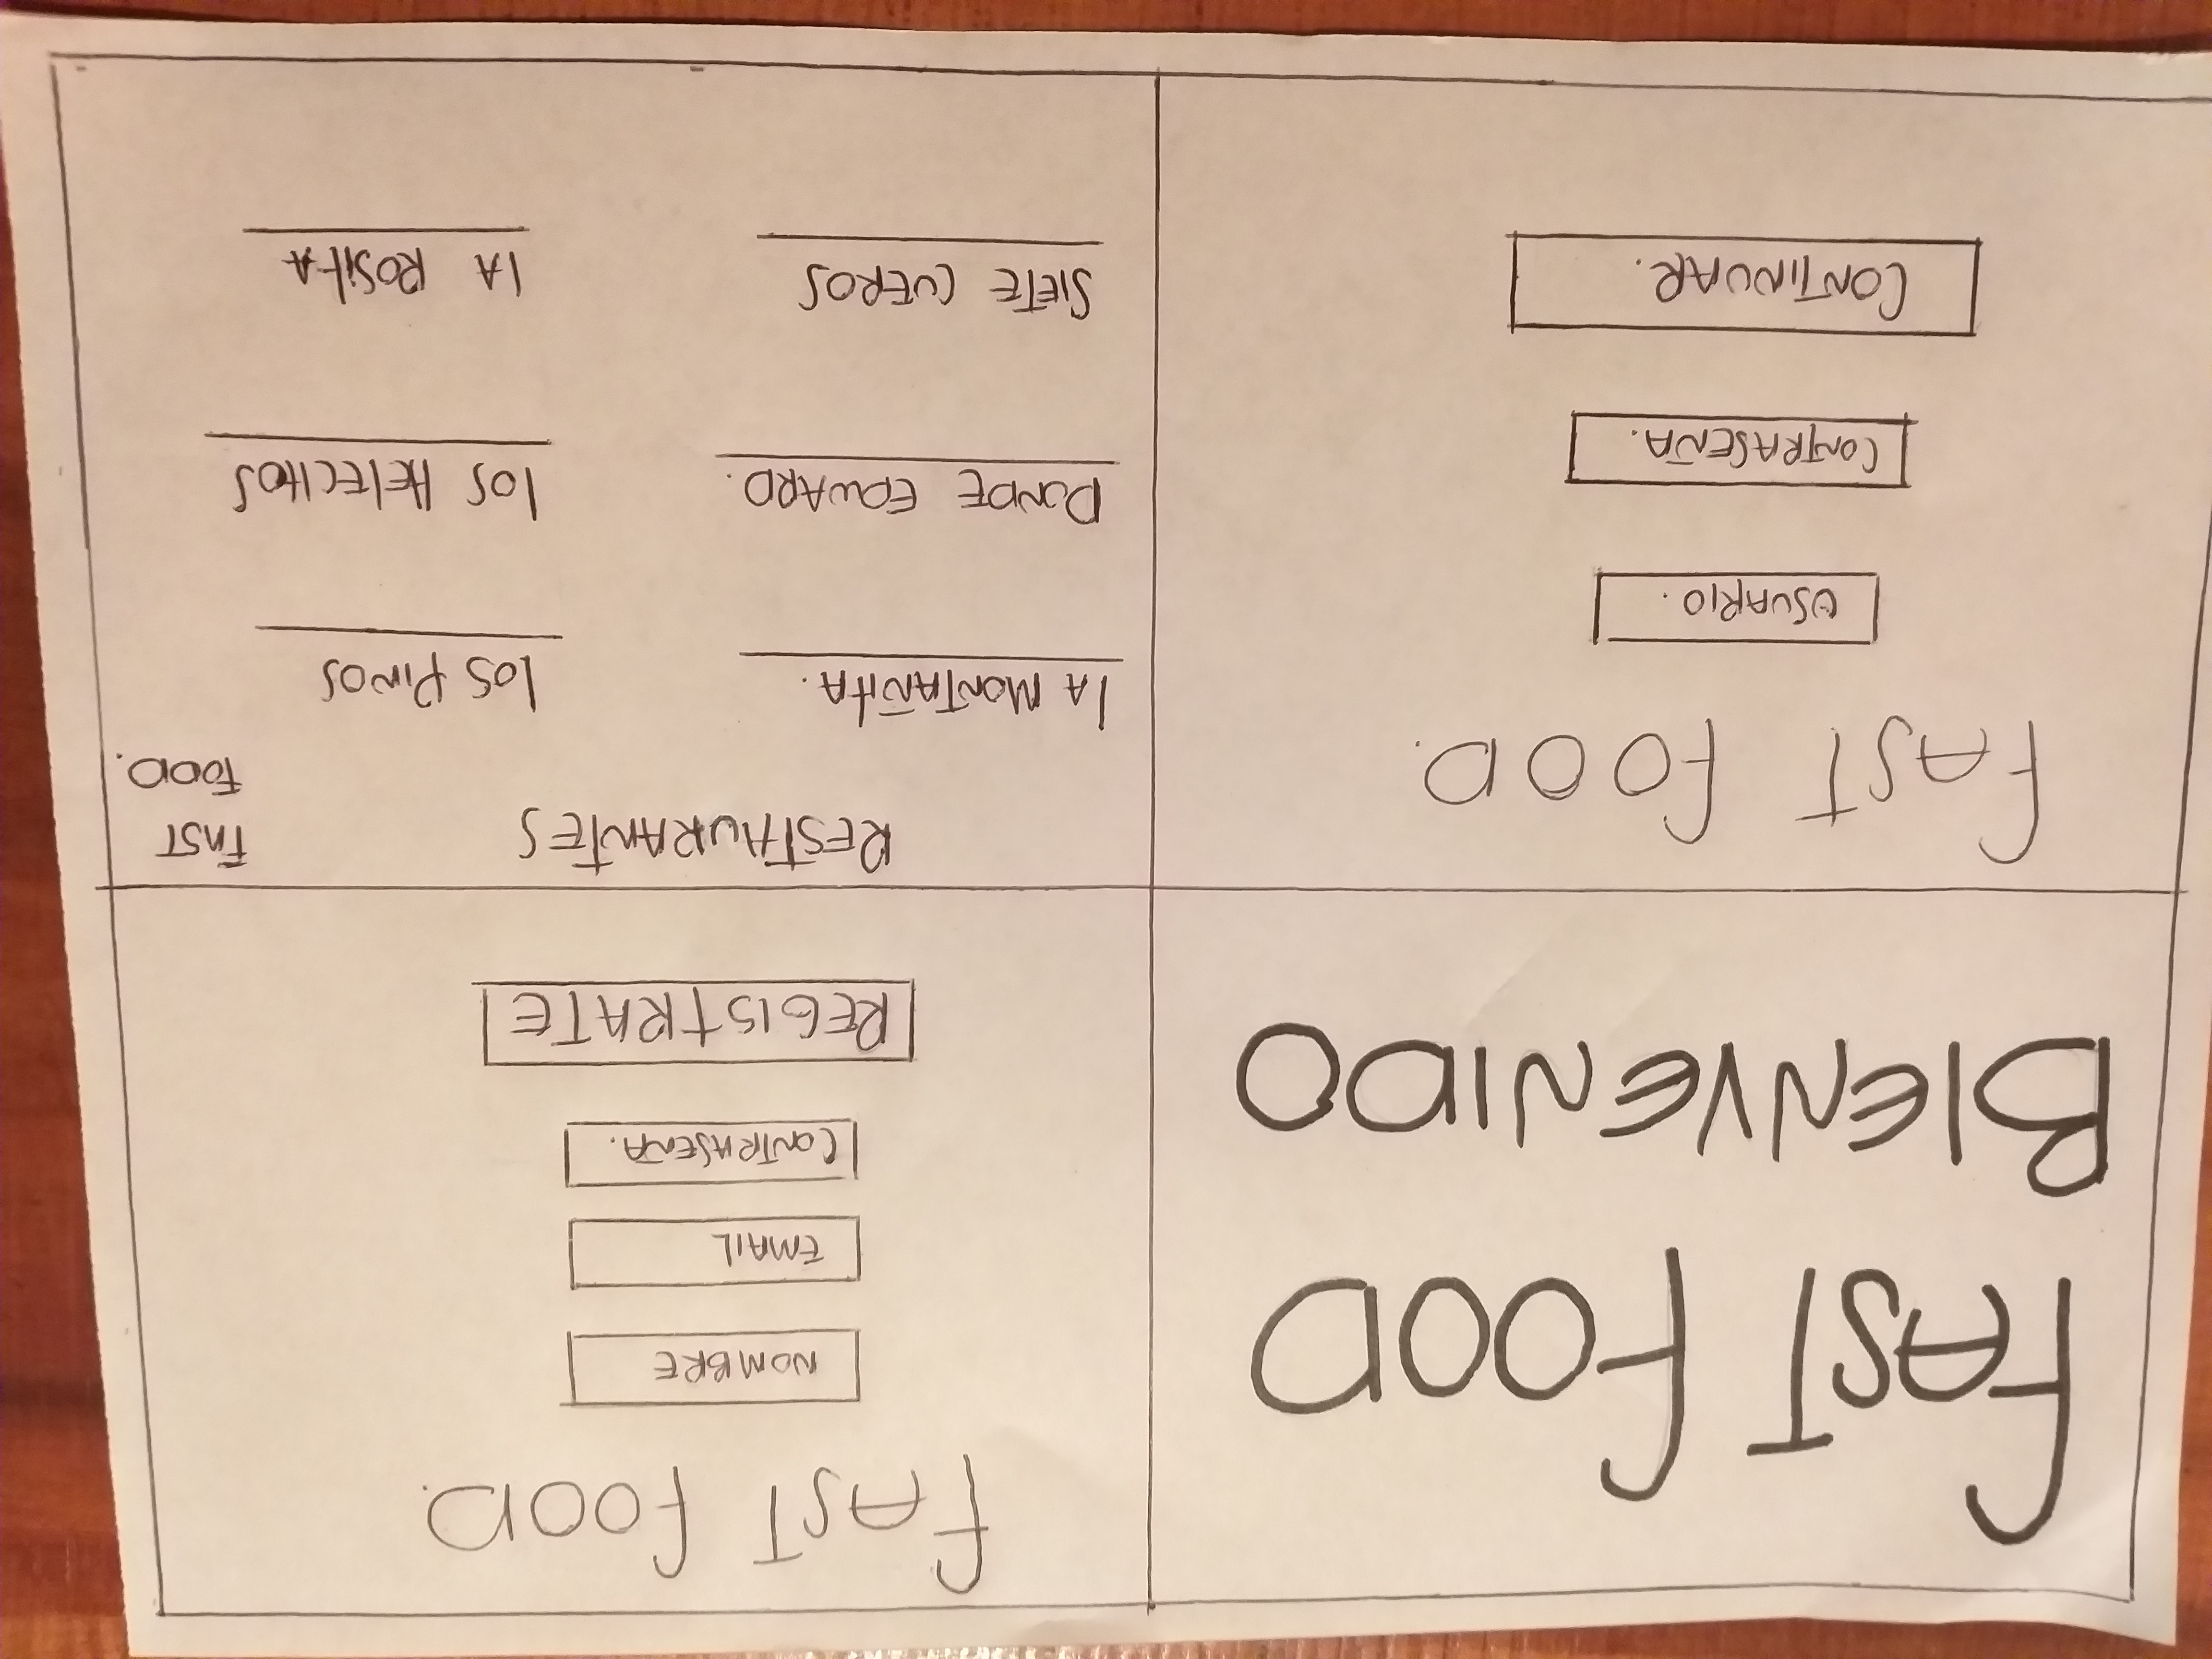 FAST FOOD
BIENVENIDO
FAST FOOD.
NOMBRE
EMAIL
CONTRASEÑA.
REGISTRATE
FAST FOOD.
USUARIO.
CONTRASEÑA.
CONTINUAR.
RESTAURANTES
FAST
FOOD.
lA MONTAÑitA.
los PINOS
DONDE EDWARD.
los HElECHOS
SIETE CUEROS
lA ROSitA